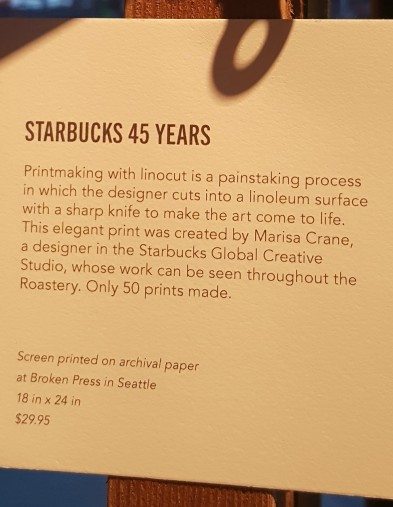 STARBUCKS 45 YEARS
Printmaking with linocut is a painstaking process
in which the designer cuts into a linoleum surface
with a sharp knife to make the art come to life.
This elegant print was created by Marisa Crane,
a designer in the Starbucks Global Creative
Studio, whose work can be seen throughout the
Roastery. Only 50 prints made.
Screen printed on archival paper
at Broken Press in Seattle
18 in x 24 in
$29.95